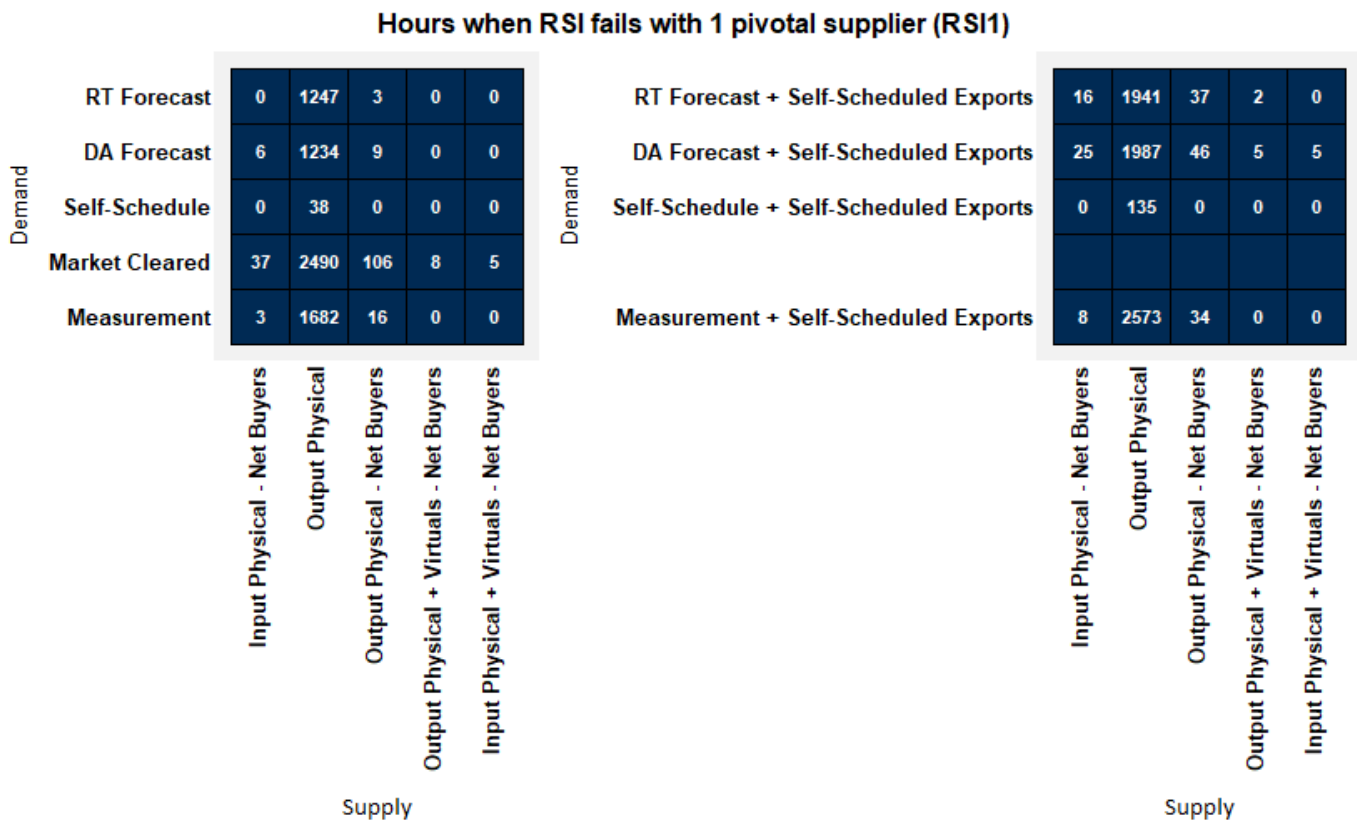 Hours when RSI fails with 1 pivotal supplier (RSI1)
Demand
RT Forecast 0 1247 3 0 0
DA Forecast 6 1234 9 0 0
Self-Schedule 0 38 0 0 0
Market Cleared 37 2490 106 8 5
Measurement 3 1682 16 0 0
Input Physical - Net Buyers
Output Physical
Output Physical - Net Buyers
Output Physical + Virtuals - Net Buyers
Input Physical + Virtuals - Net Buyers
Supply
Demand
RT Forecast + Self-Scheduled Exports 16 1941 37 2 0
DA Forecast + Self-Scheduled Exports 25 1987 46 5 5
Self-Schedule + Self-Scheduled Exports 0 135 0 0 0
Measurement + Self-Scheduled Exports 8 2573 34 0 0
Input Physical - Net Buyers
Output Physical
Output Physical - Net Buyers
Output Physical + Virtuals - Net Buyers
Input Physical + Virtuals - Net Buyers
Supply